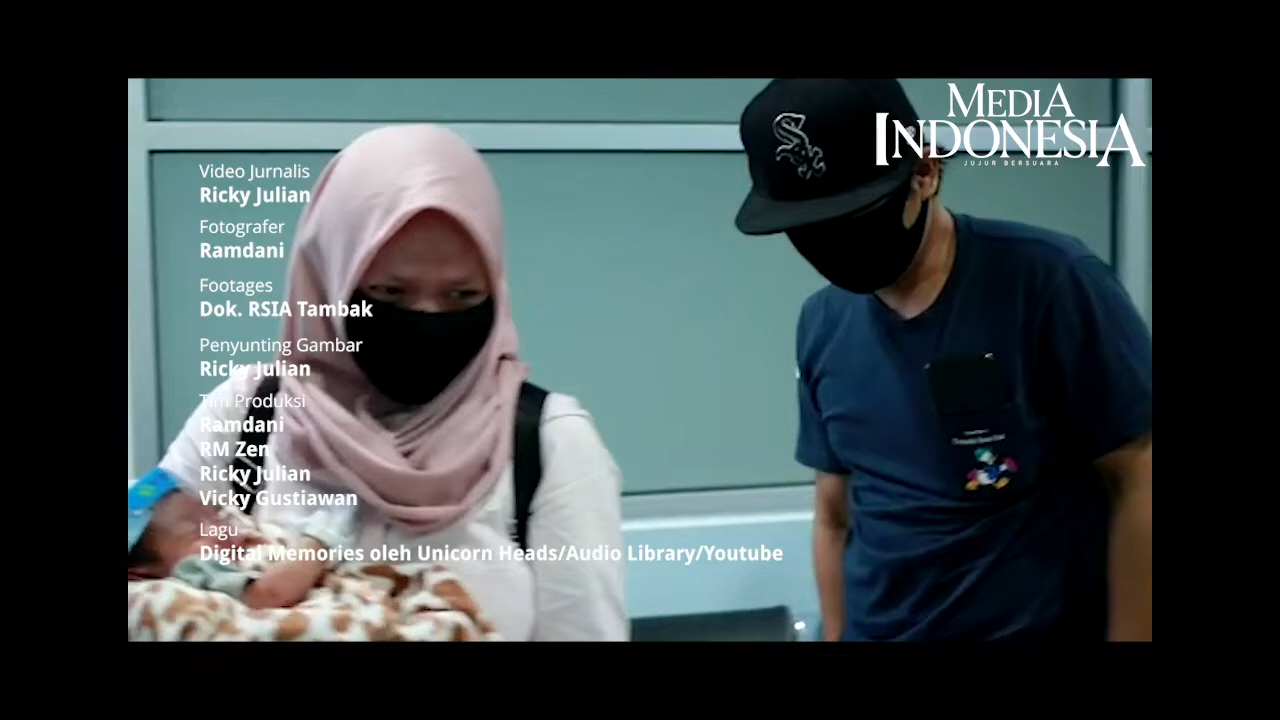 MEDIA
INDONESIA
JUJUR BERSUARA
Video Jurnalis
Ricky Julian
Fotografer
Ramdani
Footages
Dok. RSIA Tambak
Penyunting Gambar
Ricky Julian
Tim Produksi
Ramdani
RM Zen
Ricky Julian
Vicky Gustiawan
Lagu
Digital Memories oleh Unicorn Heads/Audio Library/Youtube